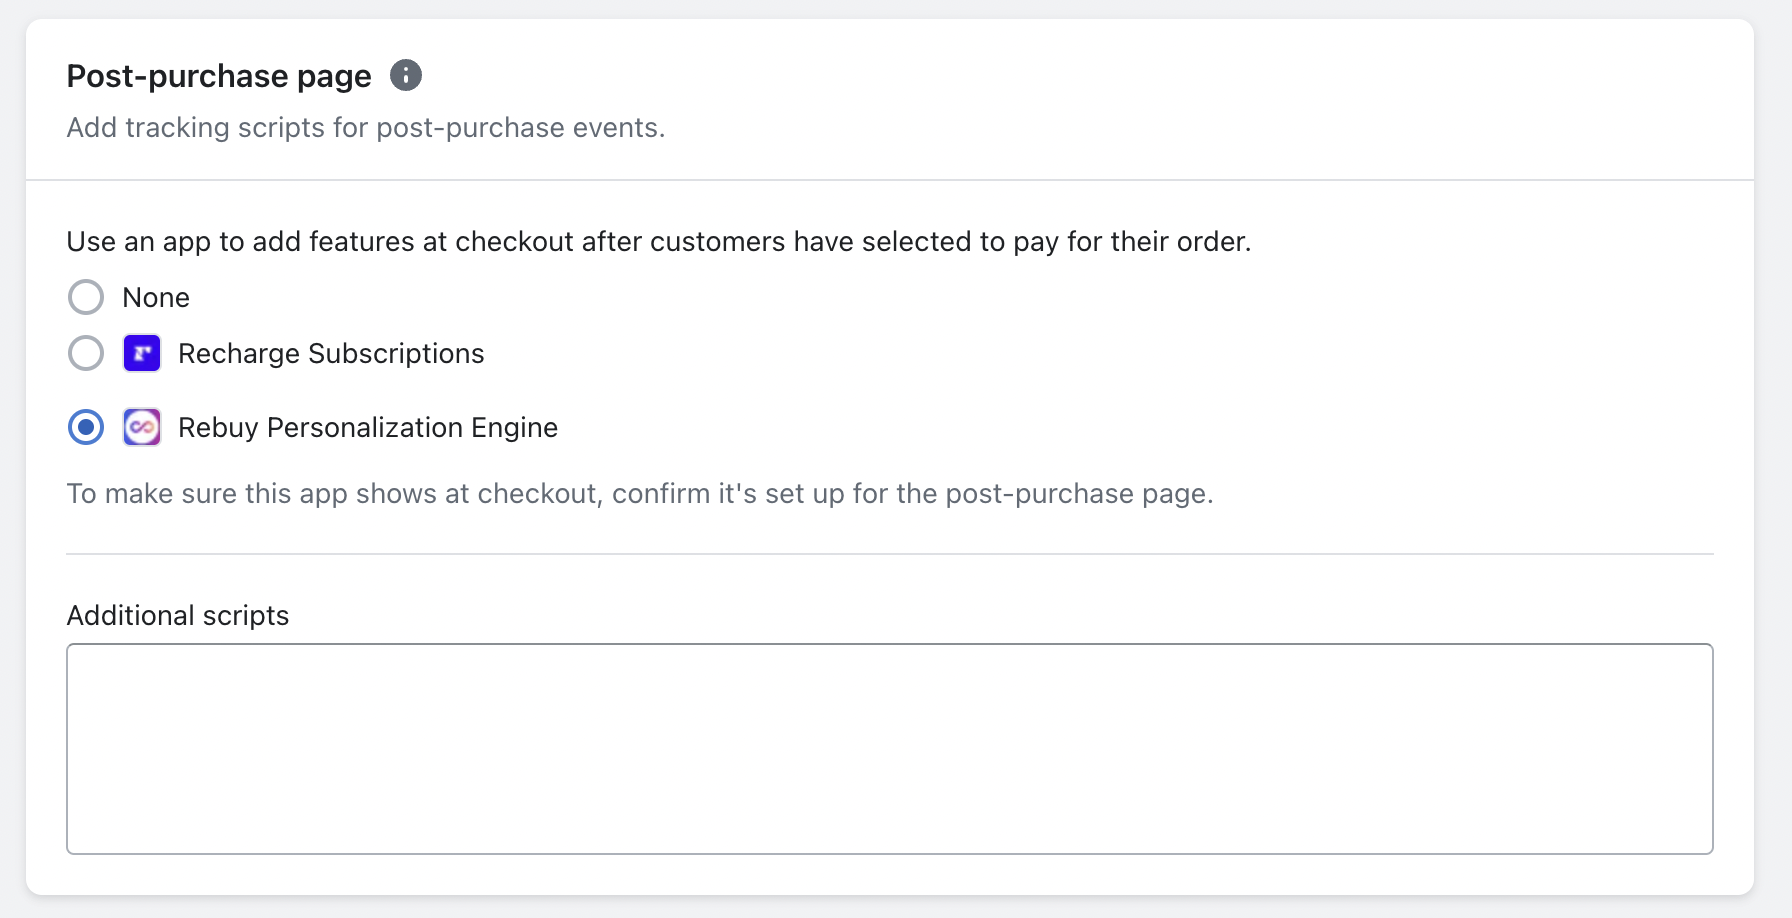 Post-purchase page
Add tracking scripts for post-purchase events.
Use an app to add features at checkout after customers have selected to pay for their order.
None
Recharge Subscriptions
Rebuy Personalization Engine
To make sure this app shows at checkout, confirm it's set up for the post-purchase page.
Additional scripts